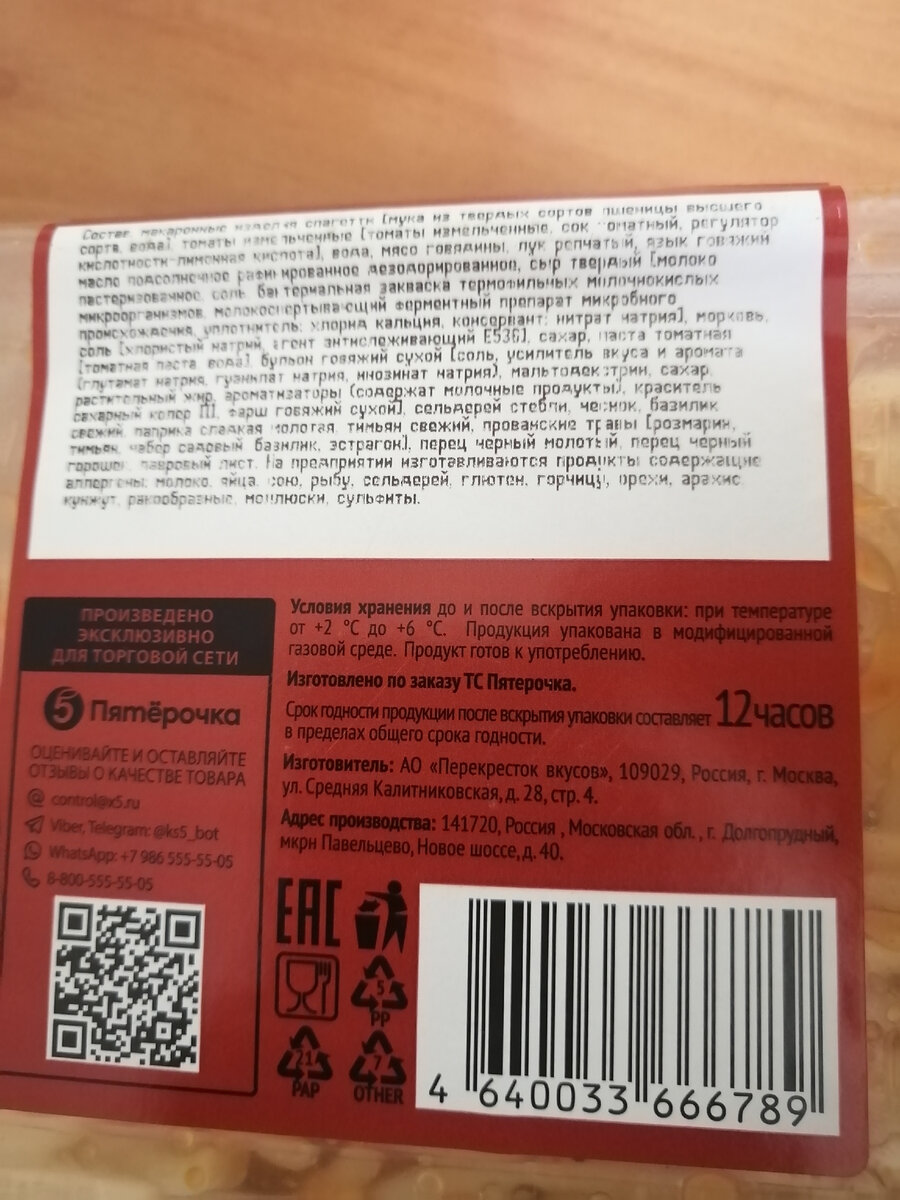 Состав: макаронные изделия спагетти [мука из твердых сортов пшеницы высшего
сорта, вода], томаты измельченные [томаты измельченные, сок томатный, регулятор
кислотности-лимонная кислота], вода, мясо говядины, лук репчатый, язык говяжий
масло подсолнечное рафинированное дезодорированное, сыр твердый [молоко
пастеризованное, соль, бактериальная закваска термофильных молочнокислых
микроорганизмов, молокосвертывающий ферментный препарат микробного
происхождения, уплотнитель: хлорид кальция, консервант: нитрат натрия], морковь,
соль [хлористый натрий, агент антислеживающий Е536], сахар, паста томатная
[томатная паста, вода], бульон говяжий сухой [соль, усилитель вкуса и аромата
(глутамат натрия, гуанилат натрия, инозинат натрия), мальтодекстрин, сахар,
растительный жир, ароматизаторы (содержат молочные продукты), краситель
сахарный колер III, фарш говяжий сухой], сельдерей стебли, чеснок, базилик
свежий, паприка сладкая молотая, тимьян свежий, прованские травы [розмарин,
тимьян, чабер садовый, базилик, эстрагон], перец черный молотый, перец черный
горошек, лавровый лист. На предприятии изготавливаются продукты содержащие
аллергены: молоко, яйца, сою, рыбу, сельдерей, глютен, горчицу, орехи, арахис,
кунжут, ракообразные, моллюски, сульфиты.
ПРОИЗВЕДЕНО
ЭКСКЛЮЗИВНО
ДЛЯ ТОРГОВОЙ СЕТИ
5 Пятёрочка
ОЦЕНИВАЙТЕ И ОСТАВЛЯЙТЕ
ОТЗЫВЫ О КАЧЕСТВЕ ТОВАРА
control@x5.ru
Viber, Telegram: @ks5_bot
WhatsApp: +7 986 555-55-05
8-800-555-55-05
Условия хранения до и после вскрытия упаковки: при температуре
от +2 °С до +6 °С. Продукция упакована в модифицированной
газовой среде. Продукт готов к употреблению.
Изготовлено по заказу ТС Пятерочка.
Срок годности продукции после вскрытия упаковки составляет 12часов
в пределах общего срока годности.
Изготовитель: АО «Перекресток вкусов», 109029, Россия, г. Москва,
ул. Средняя Калитниковская, д. 28, стр. 4.
Адрес производства: 141720, Россия , Московская обл. , г. Долгопрудный,
мкрн Павельцево, Новое шоссе, д. 40.
EAC
5
PP
21
PAP
7
OTHER
4 640033 666789